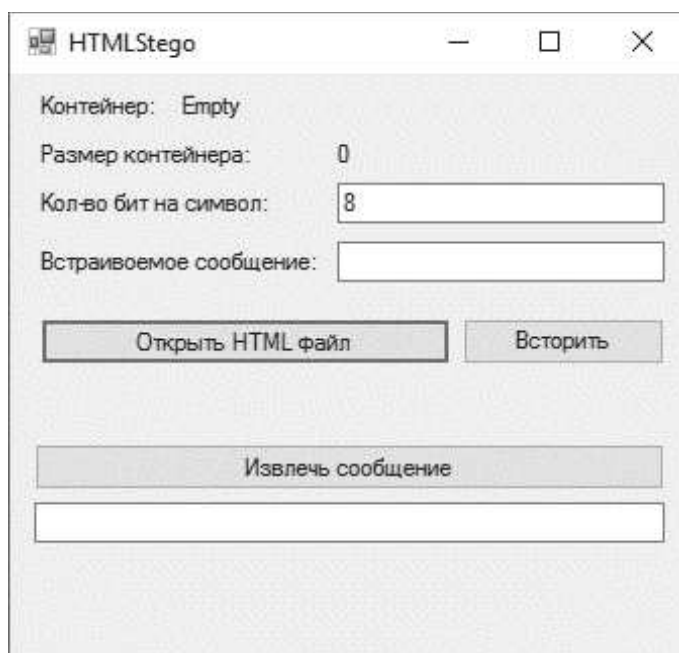 HTMLStego
Контейнер: Empty
Размер контейнера: 0
Кол-во бит на символ: 8
Встраивоемое сообщение:
Открыть HTML файл Всторить
Извлечь сообщение